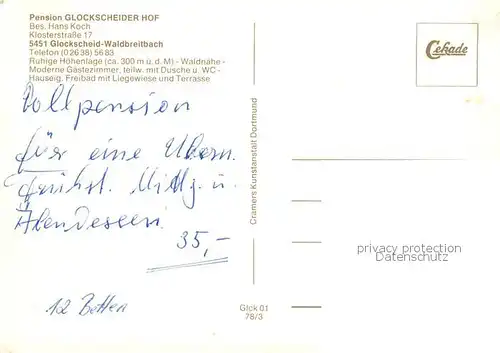 Pension GLOCKSCHEIDER HOF
Bes. Hans Koch
Klosterstraße 17
5451 Glockscheid-Waldbreitbach
Telefon (0 26 38) 56 83
Ruhige Höhenlage (ca. 300 m ü. d. M) - Waldnähe -
Moderne Gästezimmer, teilw. mit Dusche u. WC -
Hauseig. Freibad mit Liegewiese und Terrasse
Cekade
Vollpension
für eine Übern.
Frühst. Mittg. u.
Abendessen.
35,-
12 Betten
Cramers Kunstanstalt Dortmund
Glck 01
78/3
privacy protection
Datenschutz